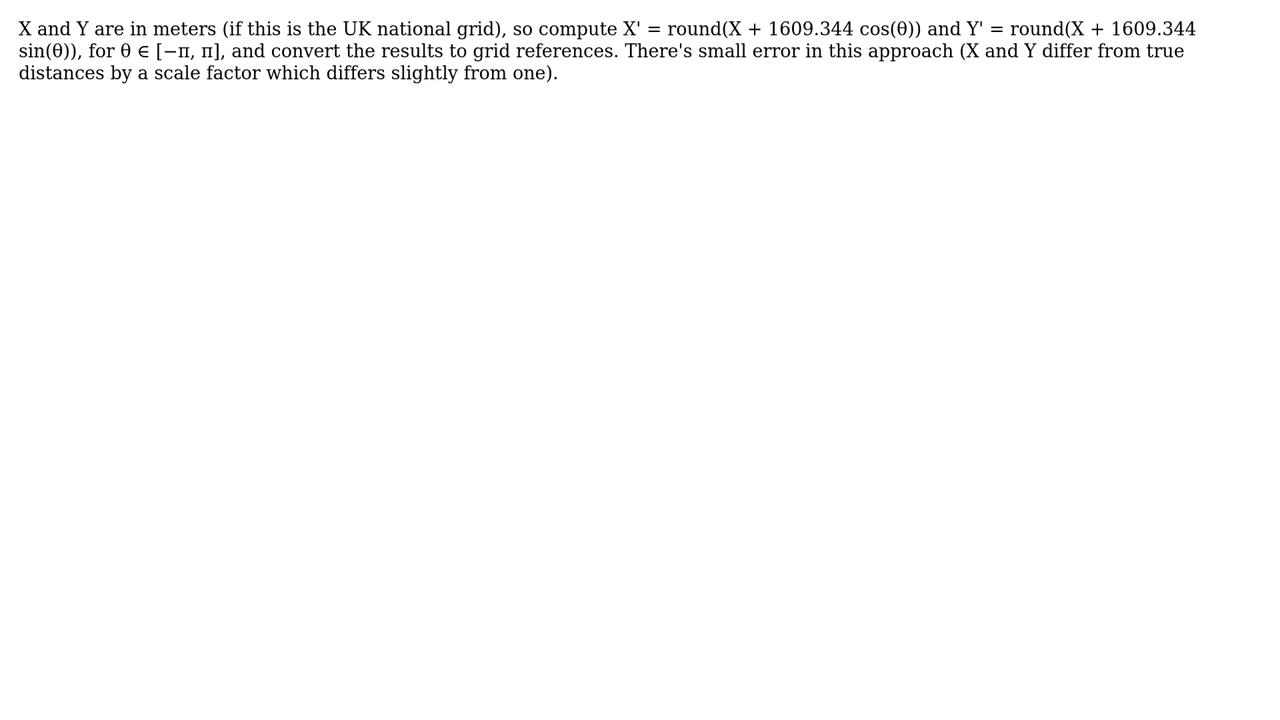 X and Y are in meters (if this is the UK national grid), so compute X' = round(X + 1609.344 cos(θ)) and Y' = round(X + 1609.344
sin(θ)), for θ ∈ [−π, π], and convert the results to grid references. There's small error in this approach (X and Y differ from true
distances by a scale factor which differs slightly from one).